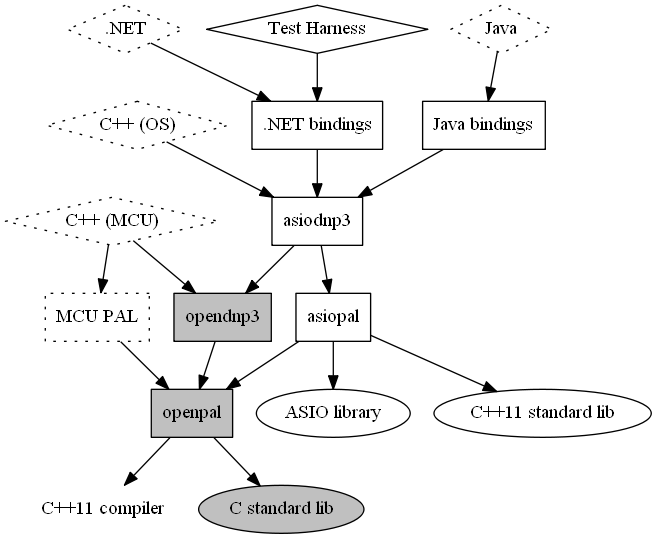 .NET
Test Harness
Java
C++ (OS)
.NET bindings
Java bindings
C++ (MCU)
asiodnp3
MCU PAL
opendnp3
asiopal
openpal
ASIO library
C++11 standard lib
C++11 compiler
C standard lib